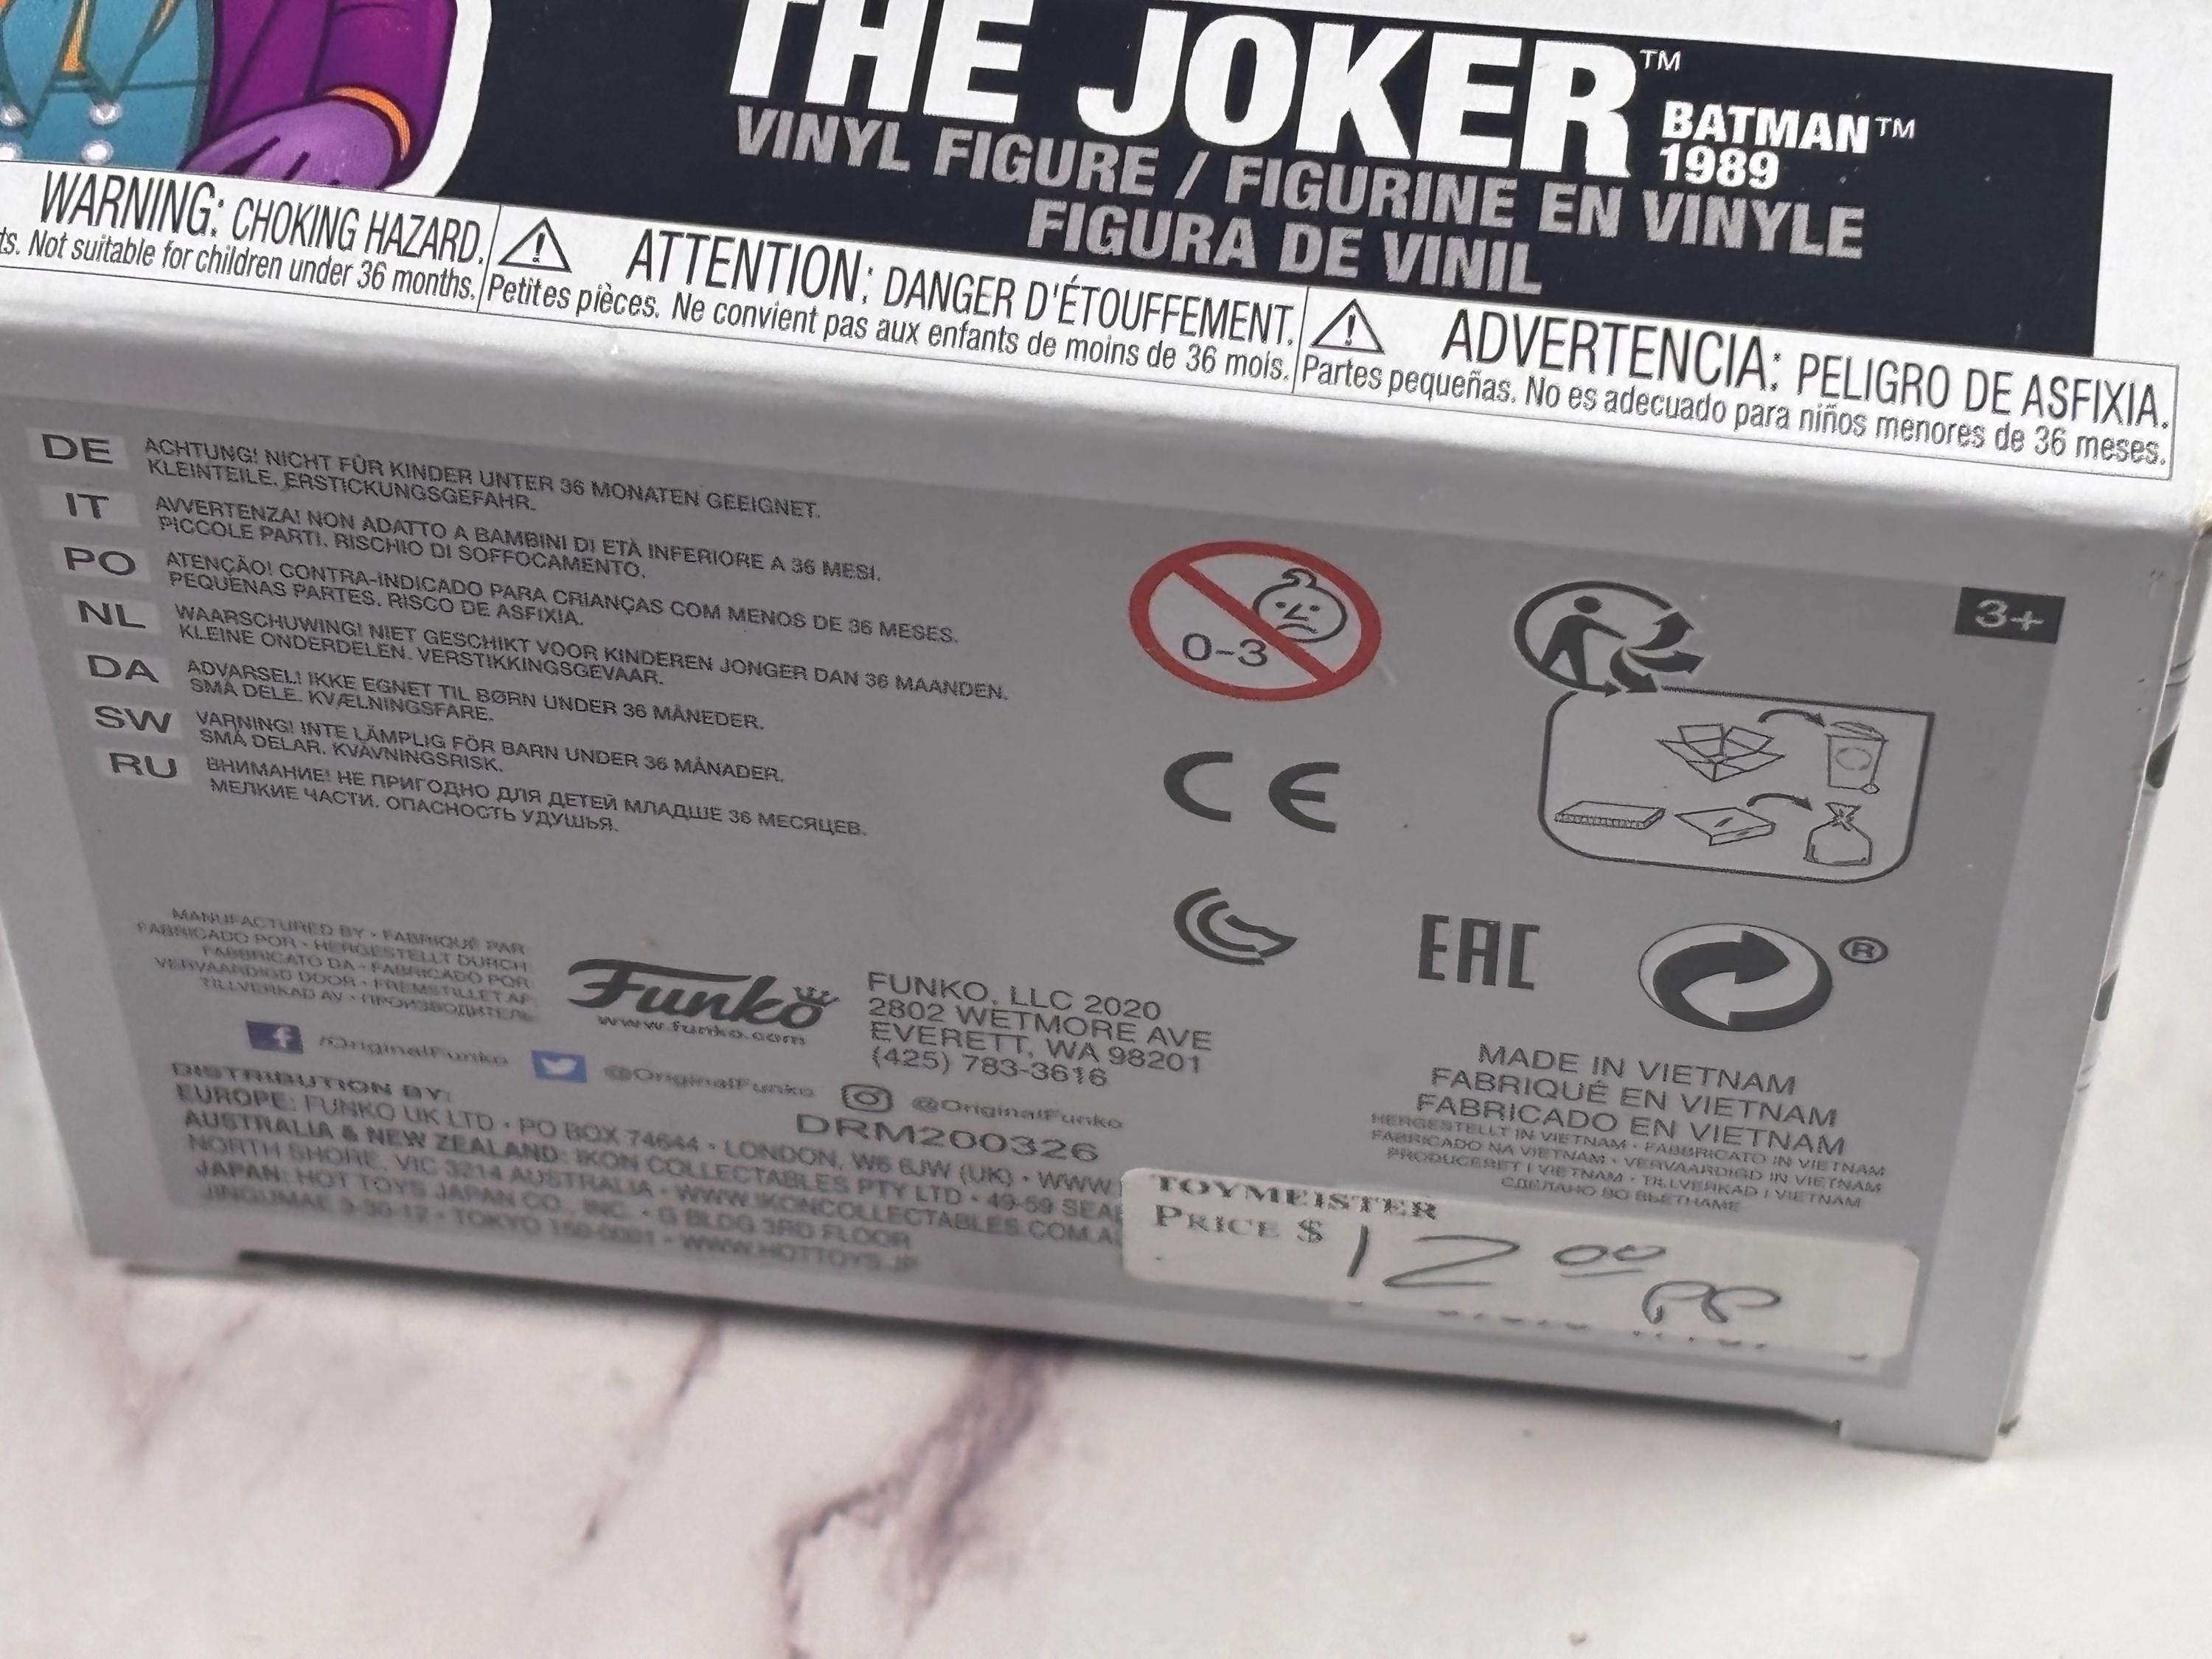 THE JOKER™
BATMAN™
1989
VINYL FIGURE / FIGURINE EN VINYLE
FIGURA DE VINIL
WARNING: CHOKING HAZARD.
Not suitable for children under 36 months.
ATTENTION: DANGER D'ÉTOUFFEMENT.
Petites pièces. Ne convient pas aux enfants de moins de 36 mois.
ADVERTENCIA: PELIGRO DE ASFIXIA.
Partes pequeñas. No es adecuado para niños menores de 36 meses.
DE ACHTUNG! NICHT FÜR KINDER UNTER 36 MONATEN GEEIGNET.
KLEINTEILE. ERSTICKUNGSGEFAHR.
IT AVVERTENZA! NON ADATTO A BAMBINI DI ETÀ INFERIORE A 36 MESI.
PICCOLE PARTI. RISCHIO DI SOFFOCAMENTO.
PO ATENÇÃO! CONTRA-INDICADO PARA CRIANÇAS COM MENOS DE 36 MESES.
PEQUENAS PARTES. RISCO DE ASFIXIA.
NL WAARSCHUWING! NIET GESCHIKT VOOR KINDEREN JONGER DAN 36 MAANDEN.
KLEINE ONDERDELEN. VERSTIKKINGSGEVAAR.
DA ADVARSEL! IKKE EGNET TIL BØRN UNDER 36 MÅNEDER.
SMÅ DELE. KVÆLNINGSFARE.
SW VARNING! INTE LÄMPLIG FÖR BARN UNDER 36 MÅNADER.
SMÅ DELAR. KVÄVNINGSRISK.
RU ВНИМАНИЕ! НЕ ПРИГОДНО ДЛЯ ДЕТЕЙ МЛАДШЕ 36 МЕСЯЦЕВ.
МЕЛКИЕ ЧАСТИ. ОПАСНОСТЬ УДУШЬЯ.
0-3
3+
CE
EAC
®
MANUFACTURED BY • FABRIQUÉ PAR
FABRICADO POR • HERGESTELLT DURCH
FABBRICATO DA • FABRICADO POR
VERVAARDIGD DOOR • FREMSTILLET AF
TILLVERKAD AV • ПРОИЗВОДИТЕЛЬ
Funko
www.funko.com
FUNKO, LLC 2020
2802 WETMORE AVE
EVERETT, WA 98201
(425) 783-3616
/OriginalFunko
@OriginalFunko
@OriginalFunko
DRM200326
DISTRIBUTION BY:
EUROPE: FUNKO UK LTD • PO BOX 74644 • LONDON, W6 6JW (UK) • WWW.
AUSTRALIA & NEW ZEALAND: IKON COLLECTABLES PTY LTD • 49-59
NORTH SHORE, VIC 3214 AUSTRALIA • WWW.IKONCOLLECTABLES.COM.A
JAPAN: HOT TOYS JAPAN CO., INC. • G BLDG 3RD FLOOR
JINGUMAE 3-30-12 • TOKYO 150-0001 • WWW.HOTTOYS.JP
MADE IN VIETNAM
FABRIQUÉ EN VIETNAM
FABRICADO EN VIETNAM
HERGESTELLT IN VIETNAM • FABBRICATO IN VIETNAM
FABRICADO NA VIETNAM • VERVAARDIGD IN VIETNAM
PRODUCERET I VIETNAM • TILLVERKAD I VIETNAM
СДЕЛАНО ВО ВЬЕТНАМЕ
TOYMEISTER
PRICE $ 12 00
PP